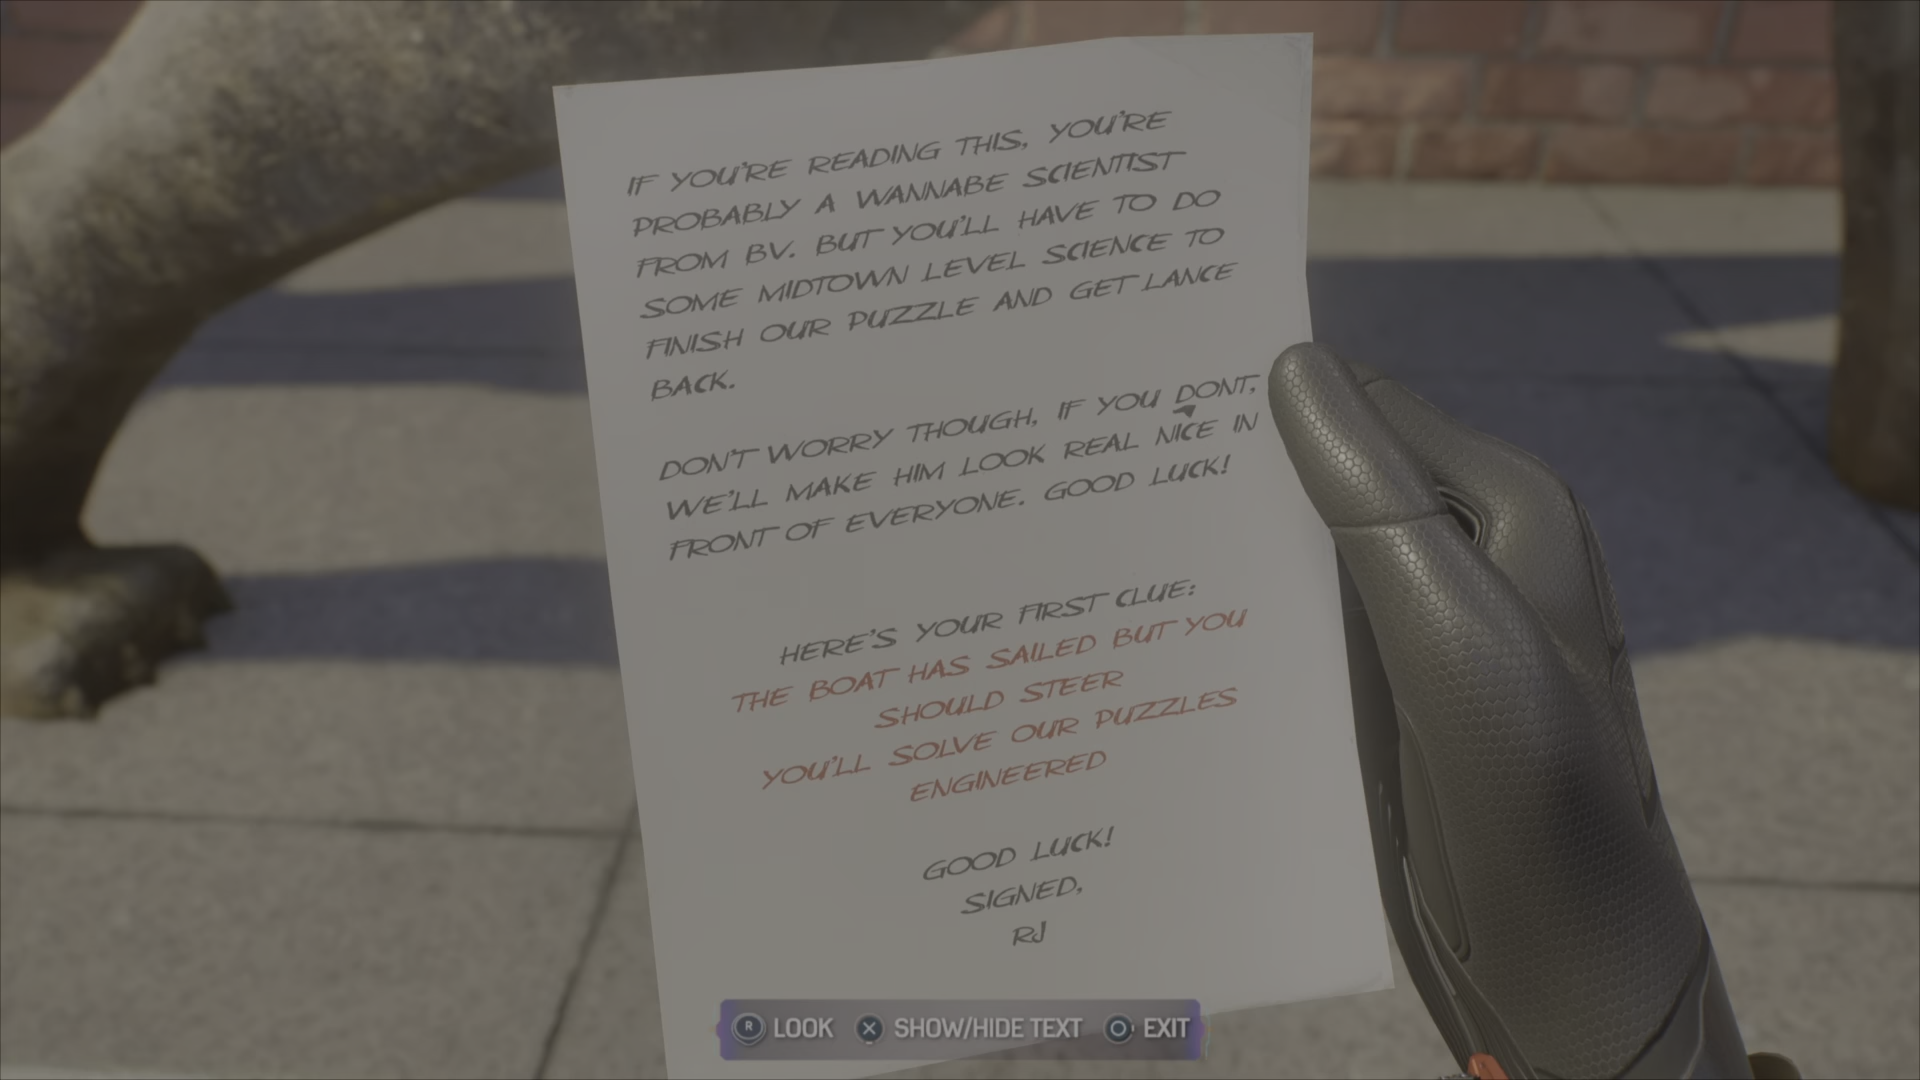 IF YOU'RE READING THIS, YOU'RE
PROBABLY A WANNABE SCIENTIST
FROM BV. BUT YOU'LL HAVE TO DO
SOME MIDTOWN LEVEL SCIENCE TO
FINISH OUR PUZZLE AND GET LANCE
BACK.
DON'T WORRY THOUGH, IF YOU DONT,
WE'LL MAKE HIM LOOK REAL NICE IN
FRONT OF EVERYONE. GOOD LUCK!
HERE'S YOUR FIRST CLUE:
THE BOAT HAS SAILED BUT YOU
SHOULD STEER
YOU'LL SOLVE OUR PUZZLES
ENGINEERED
GOOD LUCK!
SIGNED,
RJ
R LOOK X SHOW/HIDE TEXT O EXIT